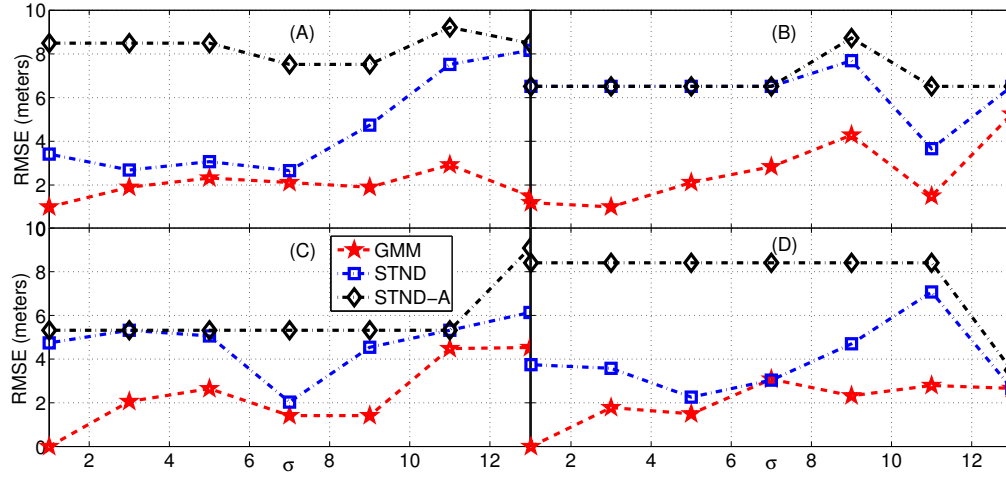 10
8
6
4
2
0
RMSE (meters)
(A)
(B)
10
8
6
4
2
0
RMSE (meters)
(C)
(D)
GMM
STND
STND-A
2 4 6 8 10 12
σ
2 4 6 8 10 12
σ